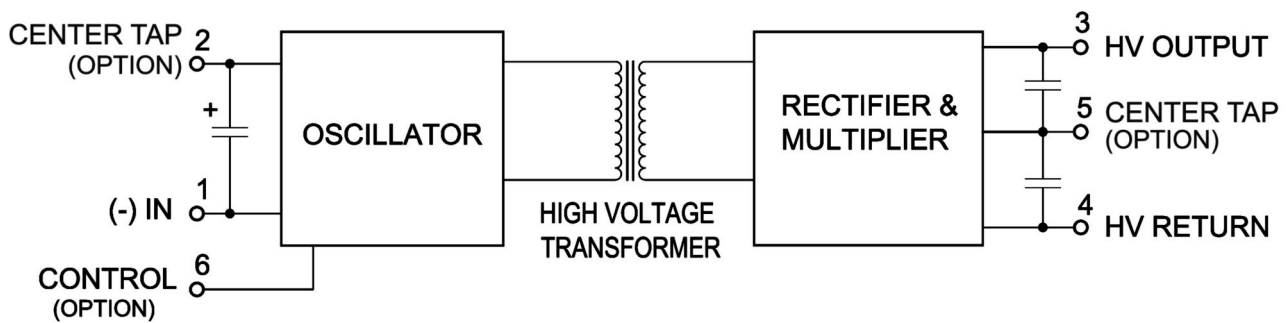 CENTER TAP 2
(OPTION)
+
(-) IN 1
CONTROL 6
(OPTION)
OSCILLATOR
HIGH VOLTAGE
TRANSFORMER
RECTIFIER &
MULTIPLIER
3 HV OUTPUT
5 CENTER TAP
(OPTION)
4 HV RETURN